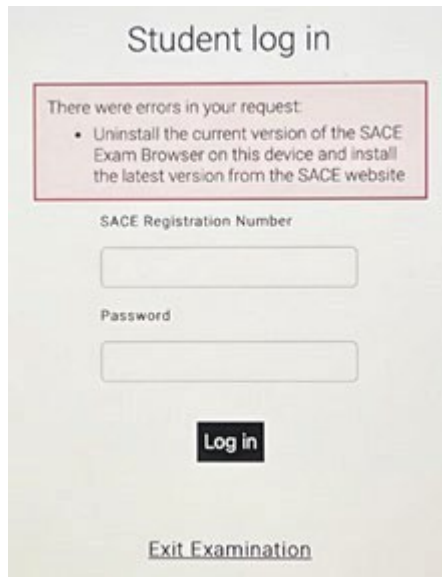 Student log in
There were errors in your request:
• Uninstall the current version of the SACE
Exam Browser on this device and install
the latest version from the SACE website
SACE Registration Number
Password
Log in
Exit Examination